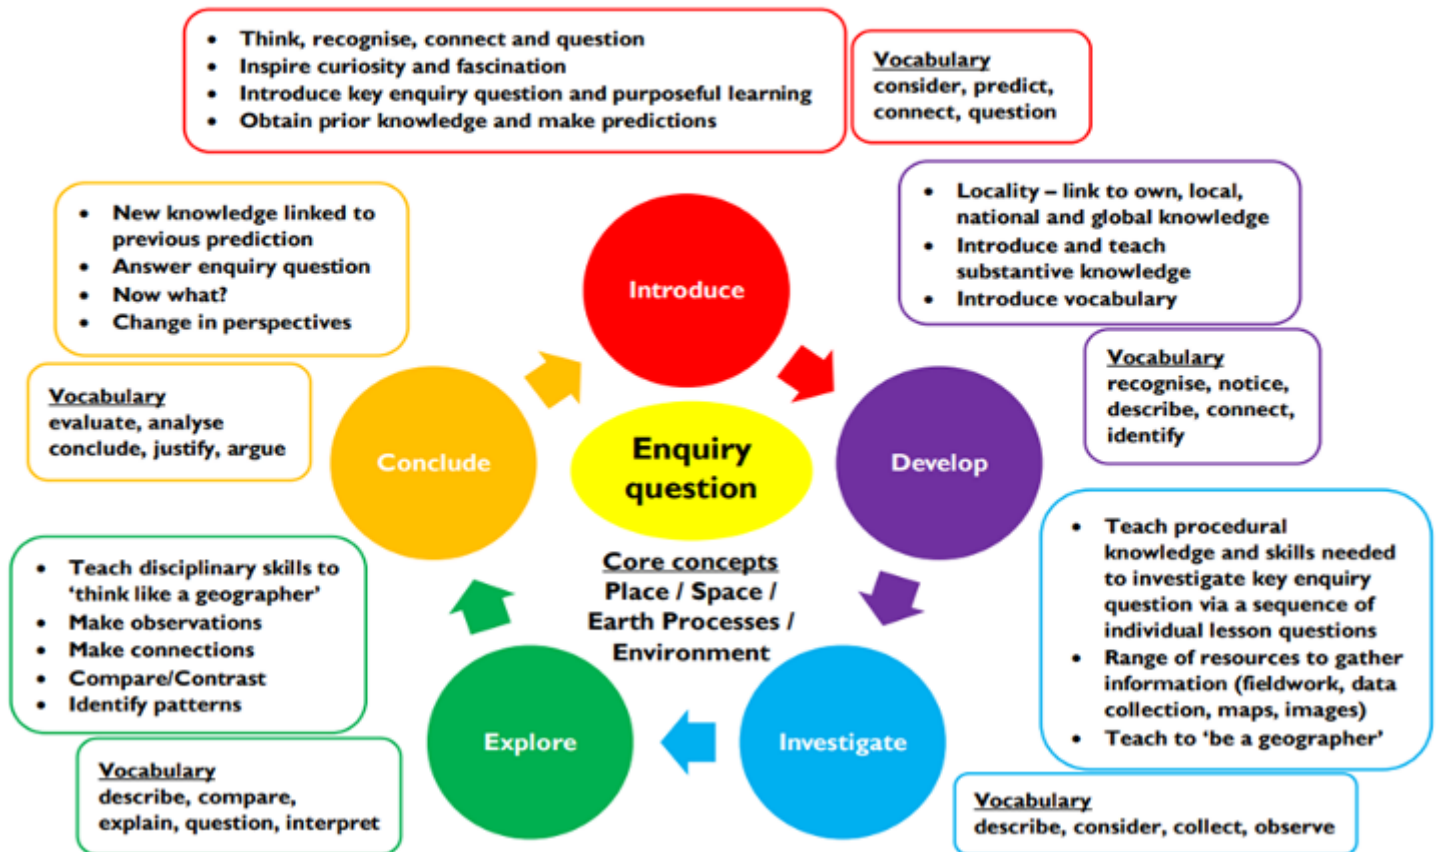 • Think, recognise, connect and question
• Inspire curiosity and fascination
• Introduce key enquiry question and purposeful learning
• Obtain prior knowledge and make predictions
Vocabulary
consider, predict,
connect, question
• Locality – link to own, local,
national and global knowledge
• Introduce and teach
substantive knowledge
• Introduce vocabulary
Vocabulary
recognise, notice,
describe, connect,
identify
• Teach procedural
knowledge and skills needed
to investigate key enquiry
question via a sequence of
individual lesson questions
• Range of resources to gather
information (fieldwork, data
collection, maps, images)
• Teach to ‘be a geographer’
Vocabulary
describe, consider, collect, observe
• Teach disciplinary skills to
‘think like a geographer’
• Make observations
• Make connections
• Compare/Contrast
• Identify patterns
Vocabulary
describe, compare,
explain, question, interpret
• New knowledge linked to
previous prediction
• Answer enquiry question
• Now what?
• Change in perspectives
Vocabulary
evaluate, analyse
conclude, justify, argue
Introduce
Develop
Investigate
Explore
Conclude
Enquiry
question
Core concepts
Place / Space /
Earth Processes /
Environment